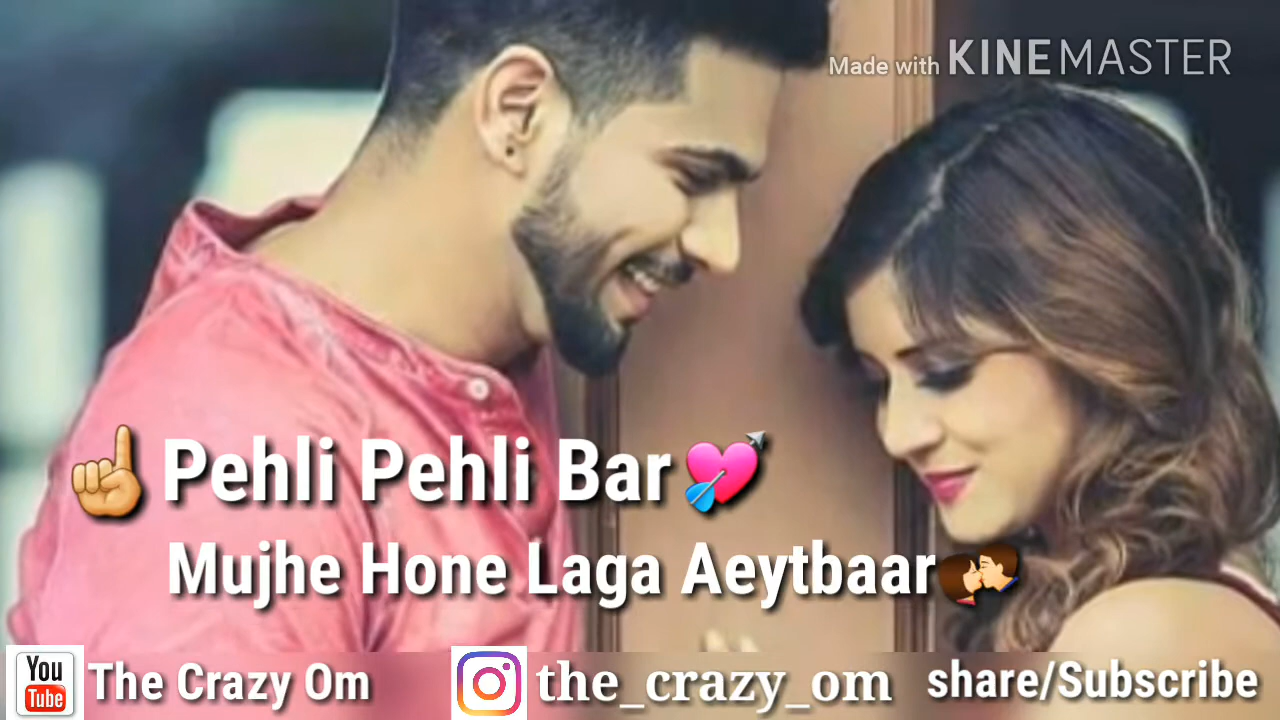 Made with KINEMASTER
☝Pehli Pehli Bar💘
Mujhe Hone Laga Aeytbaar💏
You Tube The Crazy Om the_crazy_om share/Subscribe